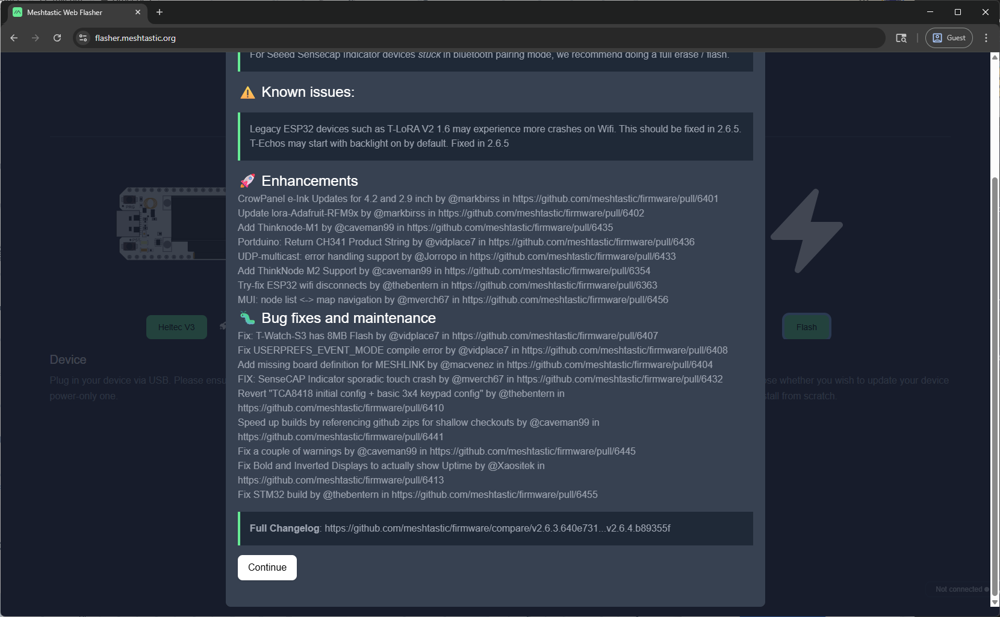 Meshtastic Web Flasher
flasher.meshtastic.org
Guest
For Seeed Sensecap Indicator devices stuck in bluetooth pairing mode, we recommend doing a full erase / flash.
⚠️ Known issues:
Legacy ESP32 devices such as T-LoRA V2 1.6 may experience more crashes on Wifi. This should be fixed in 2.6.5.
T-Echos may start with backlight on by default. Fixed in 2.6.5
🚀 Enhancements
CrowPanel e-Ink Updates for 4.2 and 2.9 inch by @markbirss in https://github.com/meshtastic/firmware/pull/6401
Update lora-Adafruit-RFM9x by @markbirss in https://github.com/meshtastic/firmware/pull/6402
Add Thinknode-M1 by @caveman99 in https://github.com/meshtastic/firmware/pull/6435
Portduino: Return CH341 Product String by @vidplace7 in https://github.com/meshtastic/firmware/pull/6436
UDP-multicast: error handling support by @Jorropo in https://github.com/meshtastic/firmware/pull/6433
Add ThinkNode M2 Support by @caveman99 in https://github.com/meshtastic/firmware/pull/6354
Try-fix ESP32 wifi disconnects by @thebentern in https://github.com/meshtastic/firmware/pull/6363
MUI: node list <-> map navigation by @mverch67 in https://github.com/meshtastic/firmware/pull/6456
🐛 Bug fixes and maintenance
Fix: T-Watch-S3 has 8MB Flash by @vidplace7 in https://github.com/meshtastic/firmware/pull/6407
Fix USERPREFS_EVENT_MODE compile error by @vidplace7 in https://github.com/meshtastic/firmware/pull/6408
Add missing board definition for MESHLINK by @macvenez in https://github.com/meshtastic/firmware/pull/6404
FIX: SenseCAP Indicator sporadic touch crash by @mverch67 in https://github.com/meshtastic/firmware/pull/6432
Revert "TCA8418 initial config + basic 3x4 keypad config" by @thebentern in
https://github.com/meshtastic/firmware/pull/6410
Speed up builds by referencing github zips for shallow checkouts by @caveman99 in
https://github.com/meshtastic/firmware/pull/6441
Fix a couple of warnings by @caveman99 in https://github.com/meshtastic/firmware/pull/6445
Fix Bold and Inverted Displays to actually show Uptime by @Xaositek in
https://github.com/meshtastic/firmware/pull/6413
Fix STM32 build by @thebentern in https://github.com/meshtastic/firmware/pull/6455
Full Changelog: https://github.com/meshtastic/firmware/compare/v2.6.3.640e731...v2.6.4.b89355f
Continue
PRG
Heltec V3
Device
Plug in your device via USB. Please ensu
power-only one.
Flash
ose whether you wish to update your device
stall from scratch.
Not connected